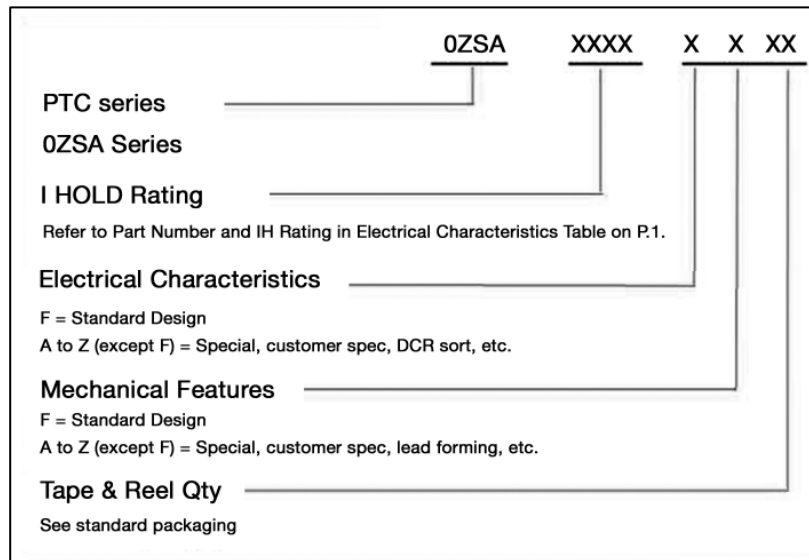 0ZSA XXXX X X XX
PTC series
0ZSA Series
I HOLD Rating
Refer to Part Number and IH Rating in Electrical Characteristics Table on P.1.
Electrical Characteristics
F = Standard Design
A to Z (except F) = Special, customer spec, DCR sort, etc.
Mechanical Features
F = Standard Design
A to Z (except F) = Special, customer spec, lead forming, etc.
Tape & Reel Qty
See standard packaging